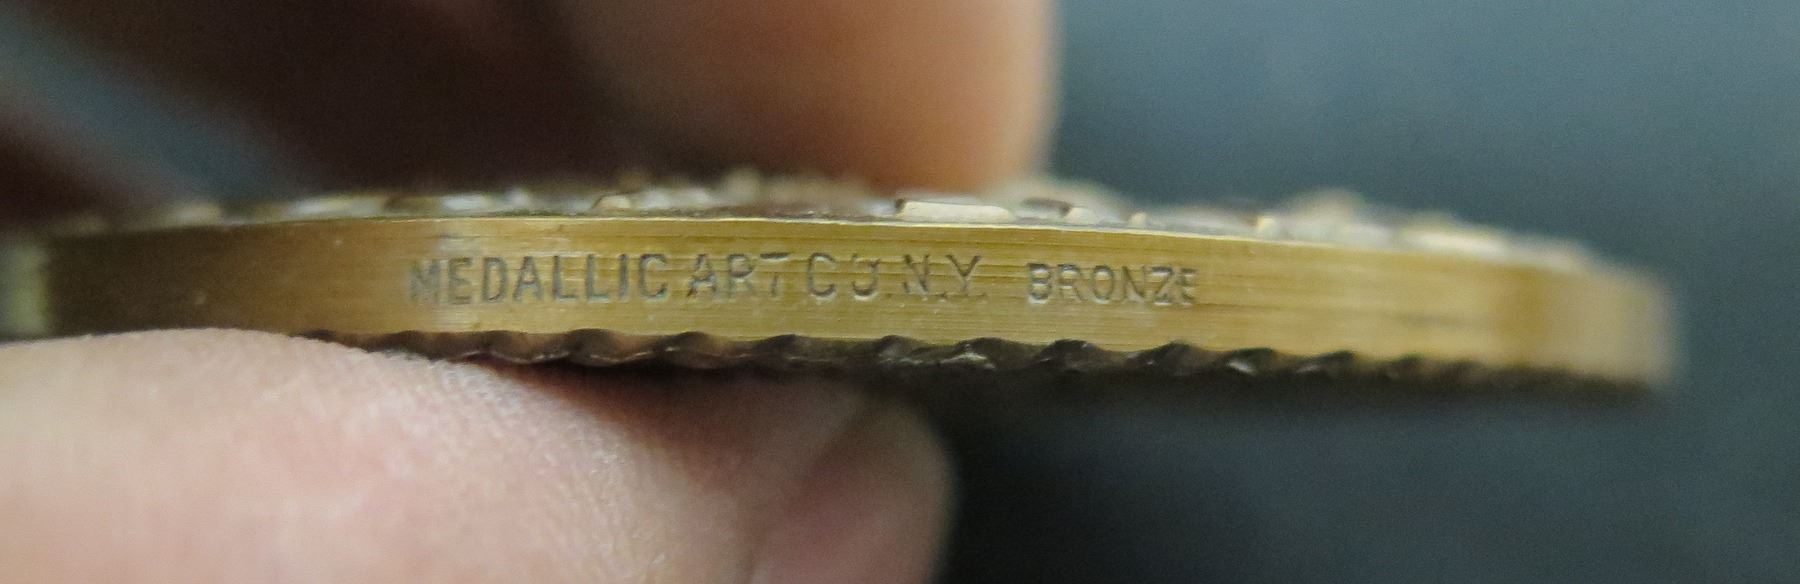 MEDALLIC ART CO. N.Y. BRONZE